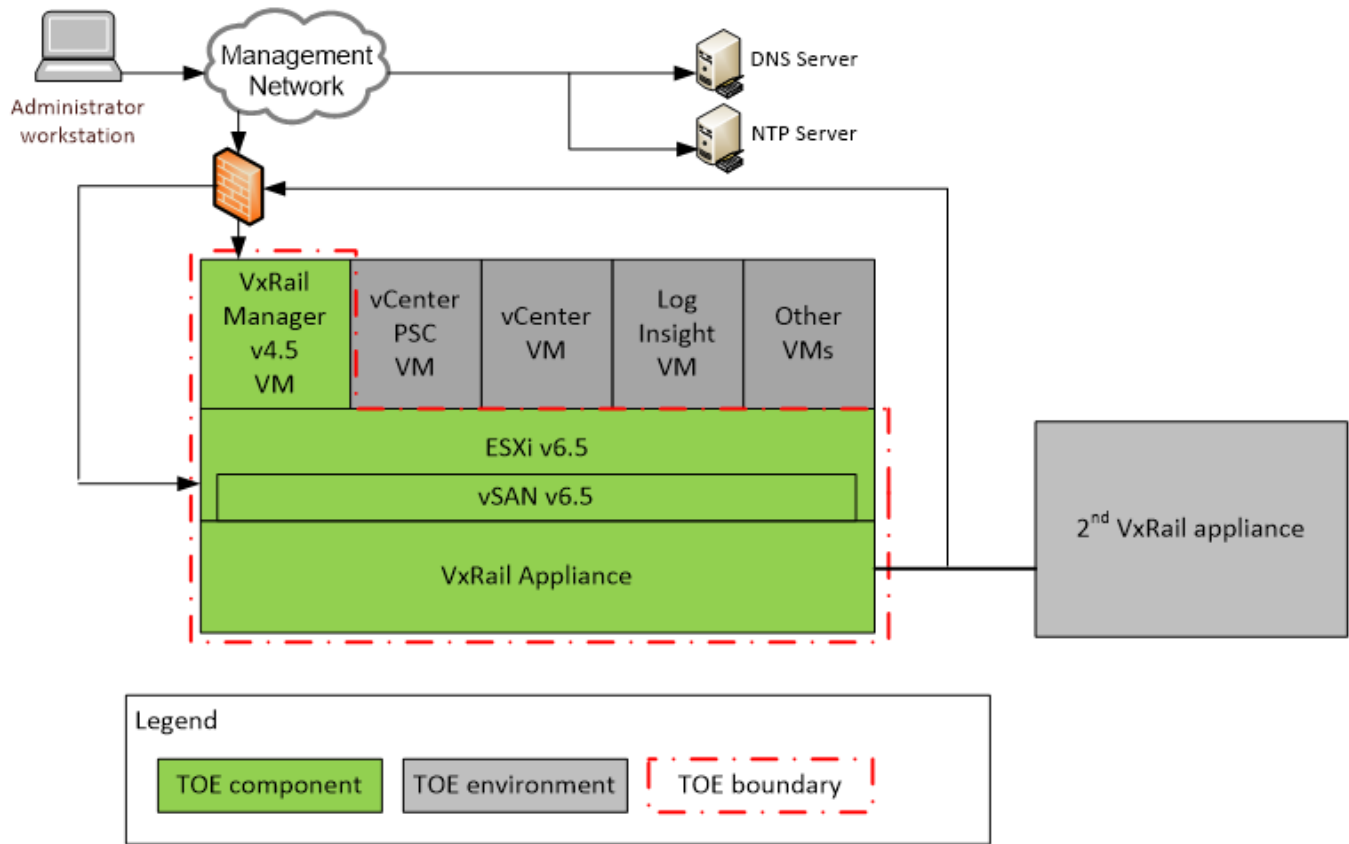 Management
Network
DNS Server
Administrator
workstation
NTP Server
VxRail
Manager
v4.5
VM
vCenter
PSC
VM
vCenter
VM
Log
Insight
VM
Other
VMs
ESXi v6.5
vSAN v6.5
VxRail Appliance
2nd VxRail appliance
Legend
TOE component
TOE environment
TOE boundary